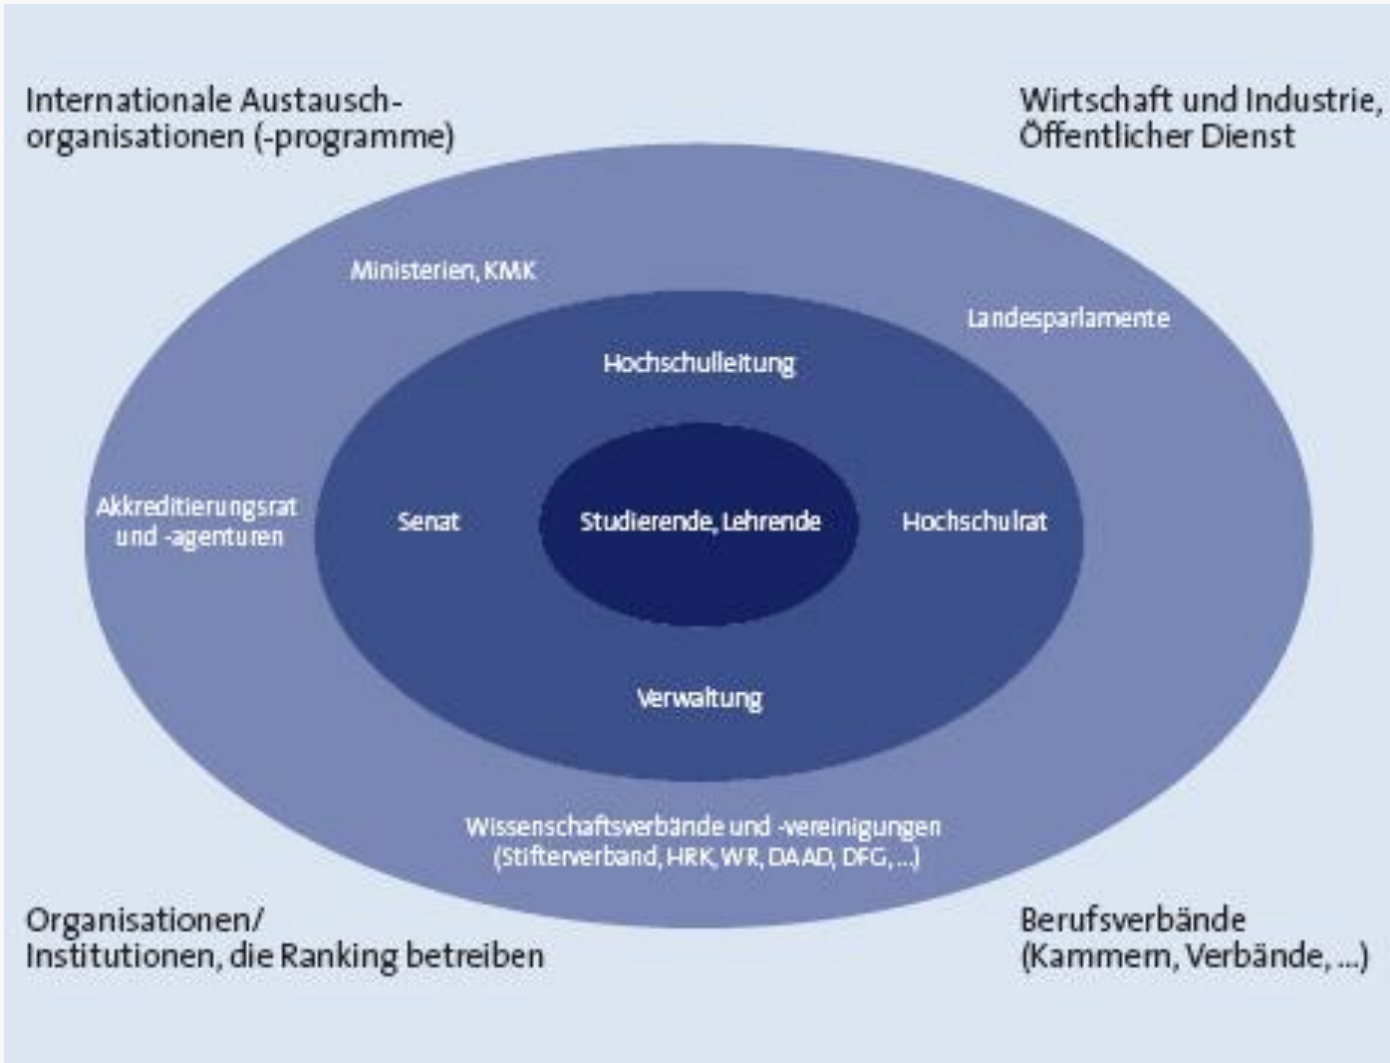 Internationale Austausch-
organisationen (-programme)
Wirtschaft und Industrie,
Öffentlicher Dienst
Ministerien, KMK
Landesparlamente
Hochschulleitung
Akkreditierungsrat
und -agenturen
Senat
Studierende, Lehrende
Hochschulrat
Verwaltung
Wissenschaftsverbände und -vereinigungen
(Stifterverband, HRK, WR, DAAD, DFG, ...)
Organisationen/
Institutionen, die Ranking betreiben
Berufsverbände
(Kammern, Verbände, ...)